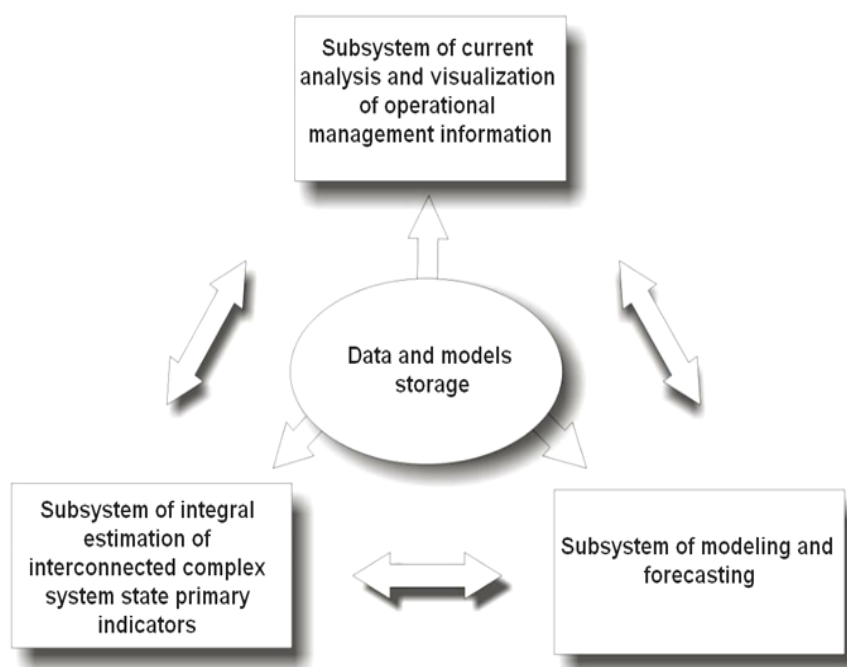 Subsystem of current
analysis and visualization
of operational
management information
Data and models
storage
Subsystem of integral
estimation of
interconnected complex
system state primary
indicators
Subsystem of modeling and
forecasting